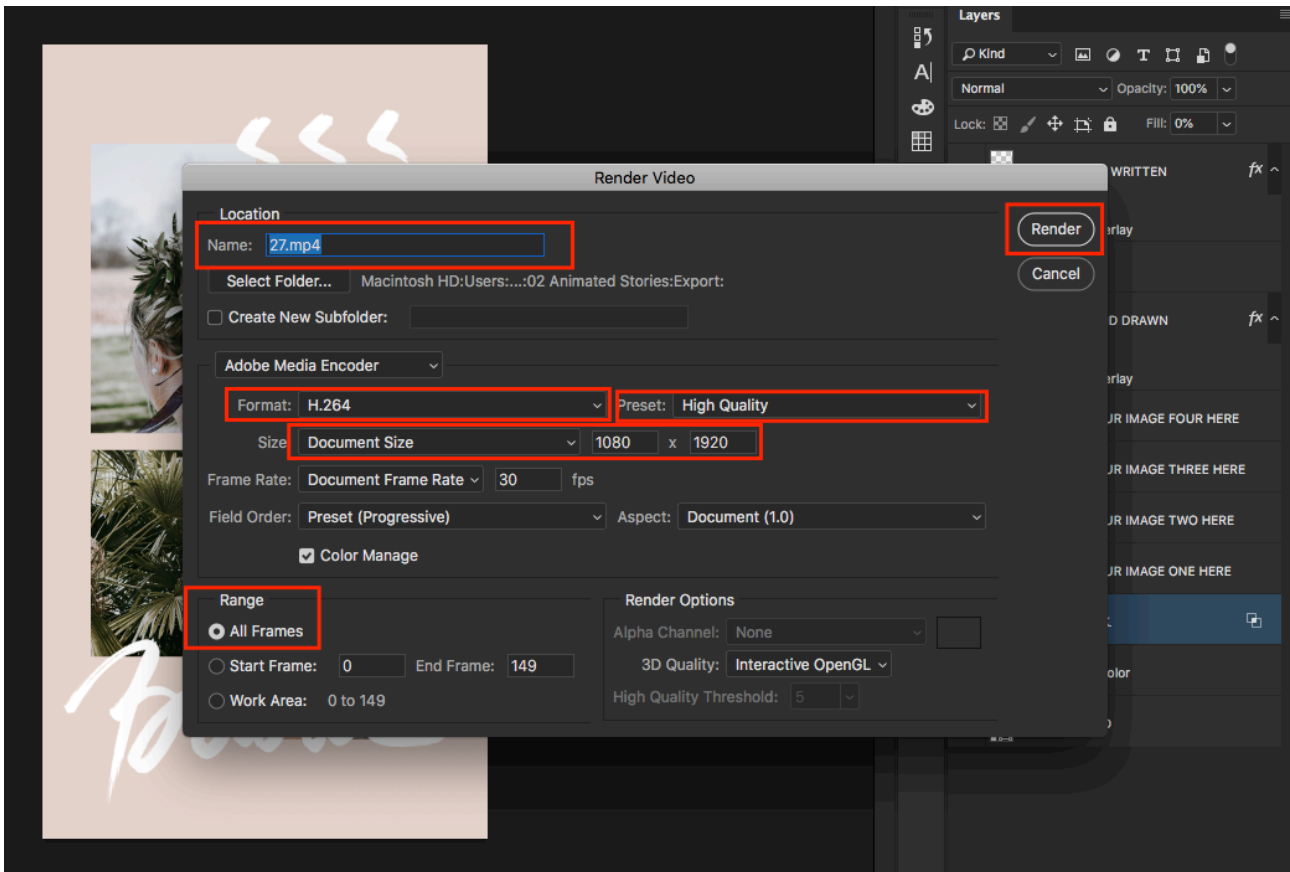 Layers
Kind
Normal Opacity: 100%
Lock: Fill: 0%
WRITTEN fx
Render Video
Location
Name: 27.mp4
Render
erlay
Select Folder... Macintosh HD:Users:...:02 Animated Stories:Export:
Cancel
Create New Subfolder:
D DRAWN fx
Adobe Media Encoder
erlay
Format: H.264 Preset: High Quality
UR IMAGE FOUR HERE
Size Document Size 1080 x 1920
UR IMAGE THREE HERE
Frame Rate: Document Frame Rate 30 fps
Field Order: Preset (Progressive) Aspect: Document (1.0)
UR IMAGE TWO HERE
Color Manage
UR IMAGE ONE HERE
Range Render Options
All Frames
Alpha Channel: None
Start Frame: 0 End Frame: 149
3D Quality: Interactive OpenGL
olor
Work Area: 0 to 149
High Quality Threshold: 5